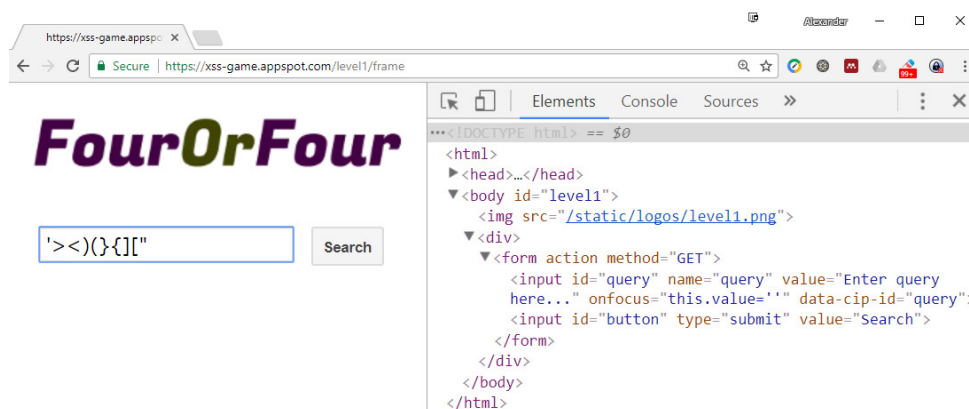 Alexander
https://xss-game.appspo
Secure | https://xss-game.appspot.com/level1/frame
99+
FourOrFour
'><)(}{]["
Search
Elements Console Sources »
<!DOCTYPE html> == $0
<html>
<head>…</head>
<body id="level1">
<img src="/static/logos/level1.png">
<div>
<form action method="GET">
<input id="query" name="query" value="Enter query
here..." onfocus="this.value=''" data-cip-id="query">
<input id="button" type="submit" value="Search">
</form>
</div>
</body>
</html>